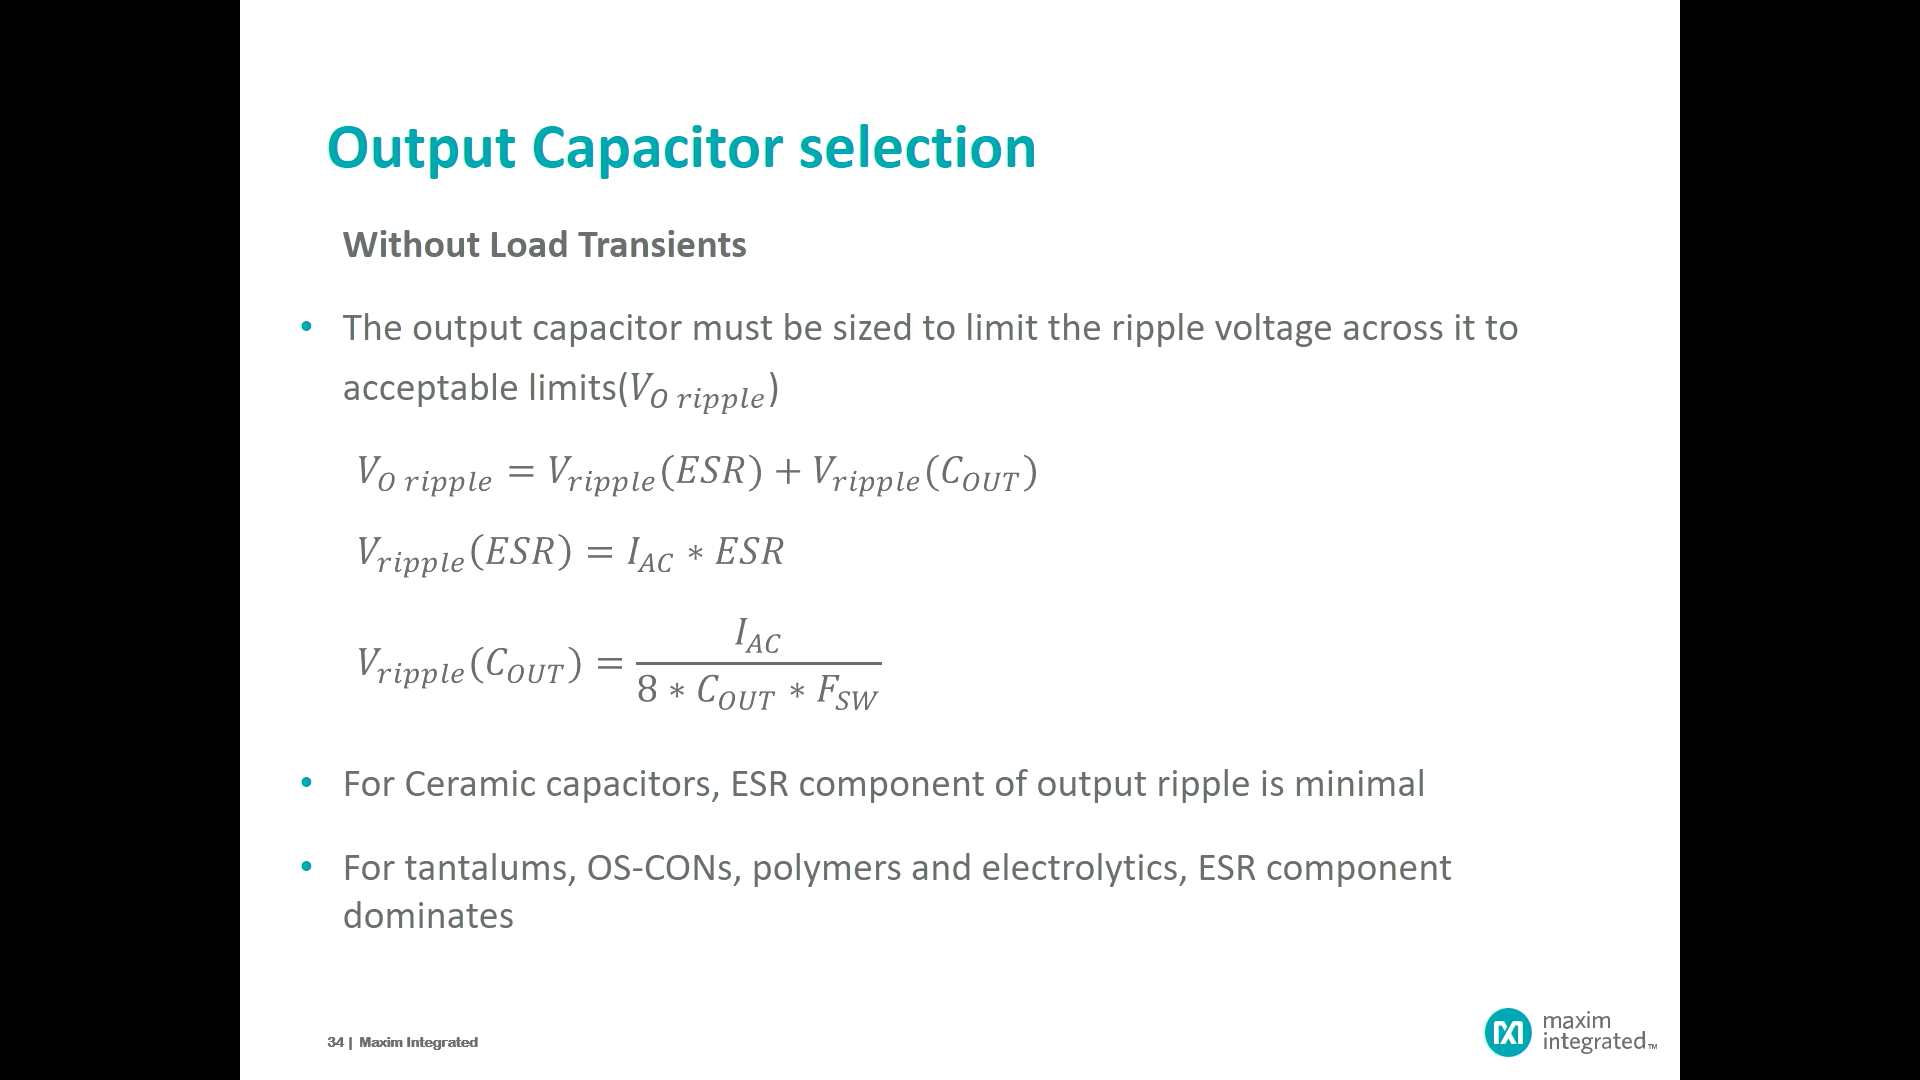 Output Capacitor selection
Without Load Transients
• The output capacitor must be sized to limit the ripple voltage across it to
acceptable limits(V_{O ripple})
V_{O ripple} = V_{ripple}(ESR) + V_{ripple}(C_{OUT})
V_{ripple}(ESR) = I_{AC} * ESR
V_{ripple}(C_{OUT}) = \frac{I_{AC}}{8 * C_{OUT} * F_{SW}}
• For Ceramic capacitors, ESR component of output ripple is minimal
• For tantalums, OS-CONs, polymers and electrolytics, ESR component
dominates
34 | Maxim Integrated
maxim
integrated™